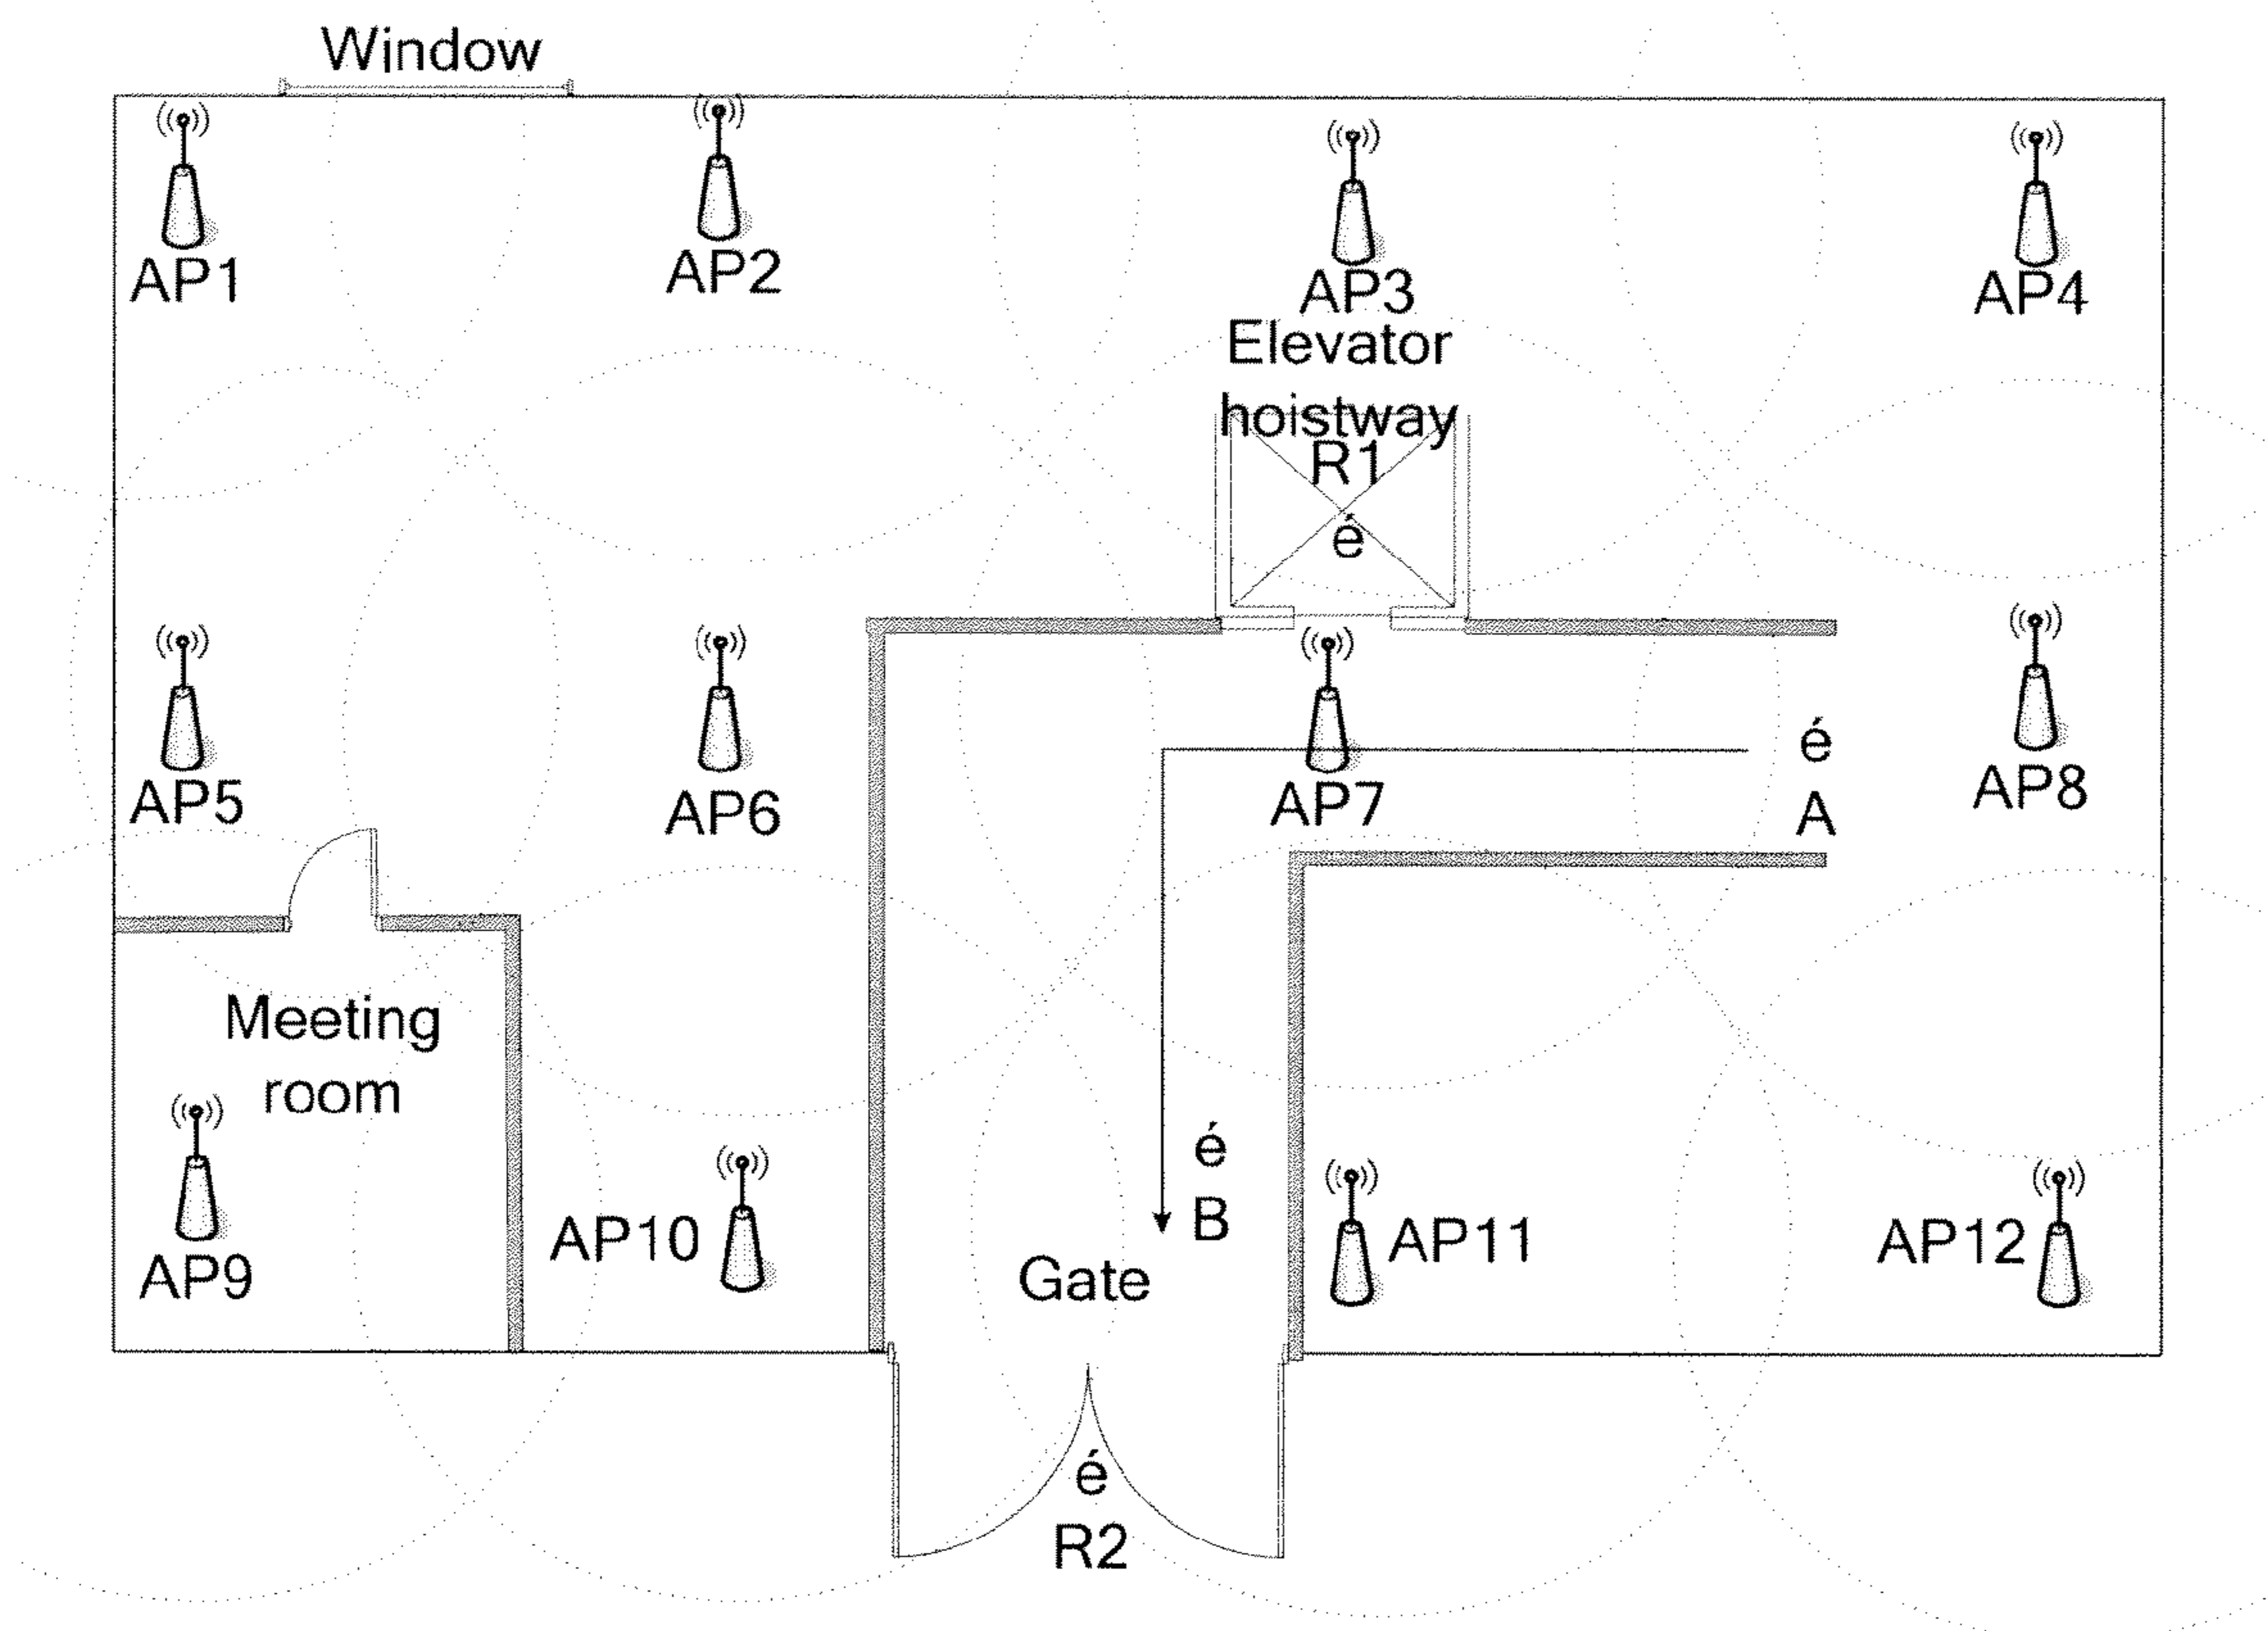 Window
AP1
AP2
AP3
AP4
Elevator
hoistway
R1
é
AP5
AP6
AP7
é
A
AP8
Meeting
room
AP9
AP10
é
B
Gate
AP11
AP12
é
R2